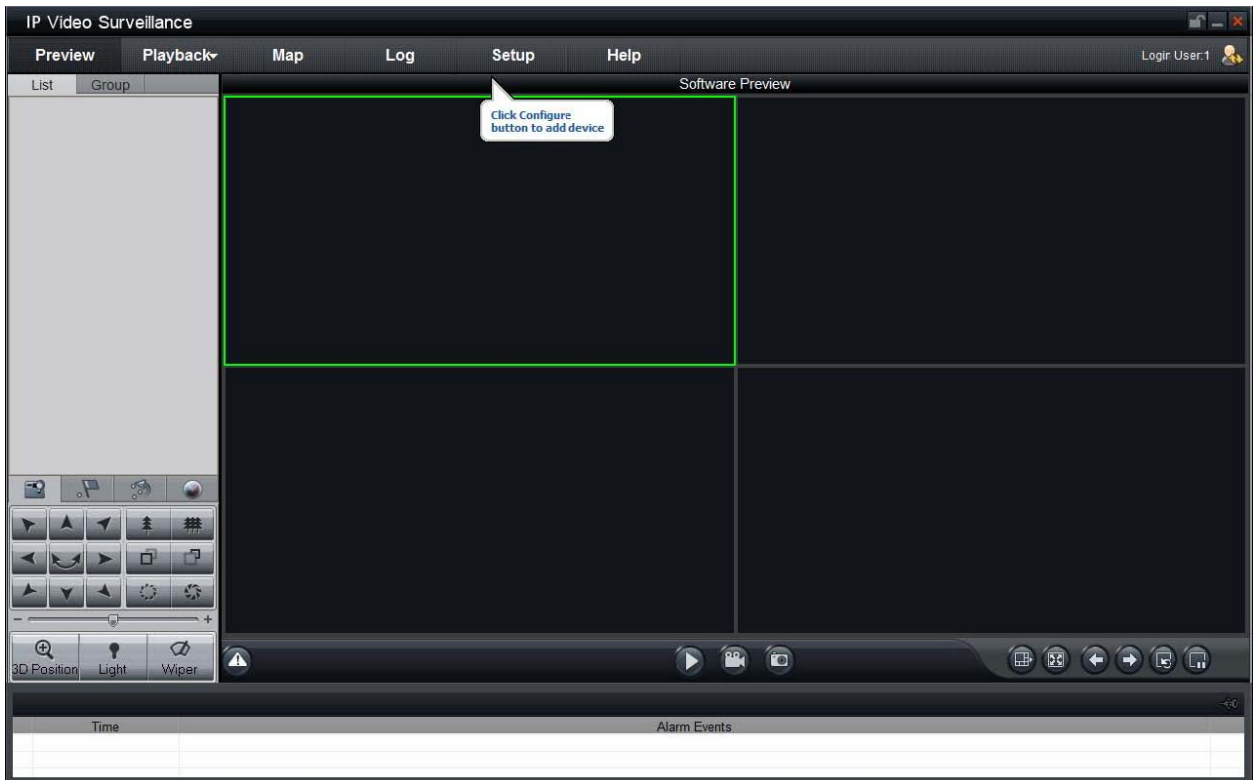 IP Video Surveillance
Preview Playback Map Log Setup Help Login User:1
List Group Software Preview
Click Configure
button to add device
3D Position Light Wiper
Time Alarm Events